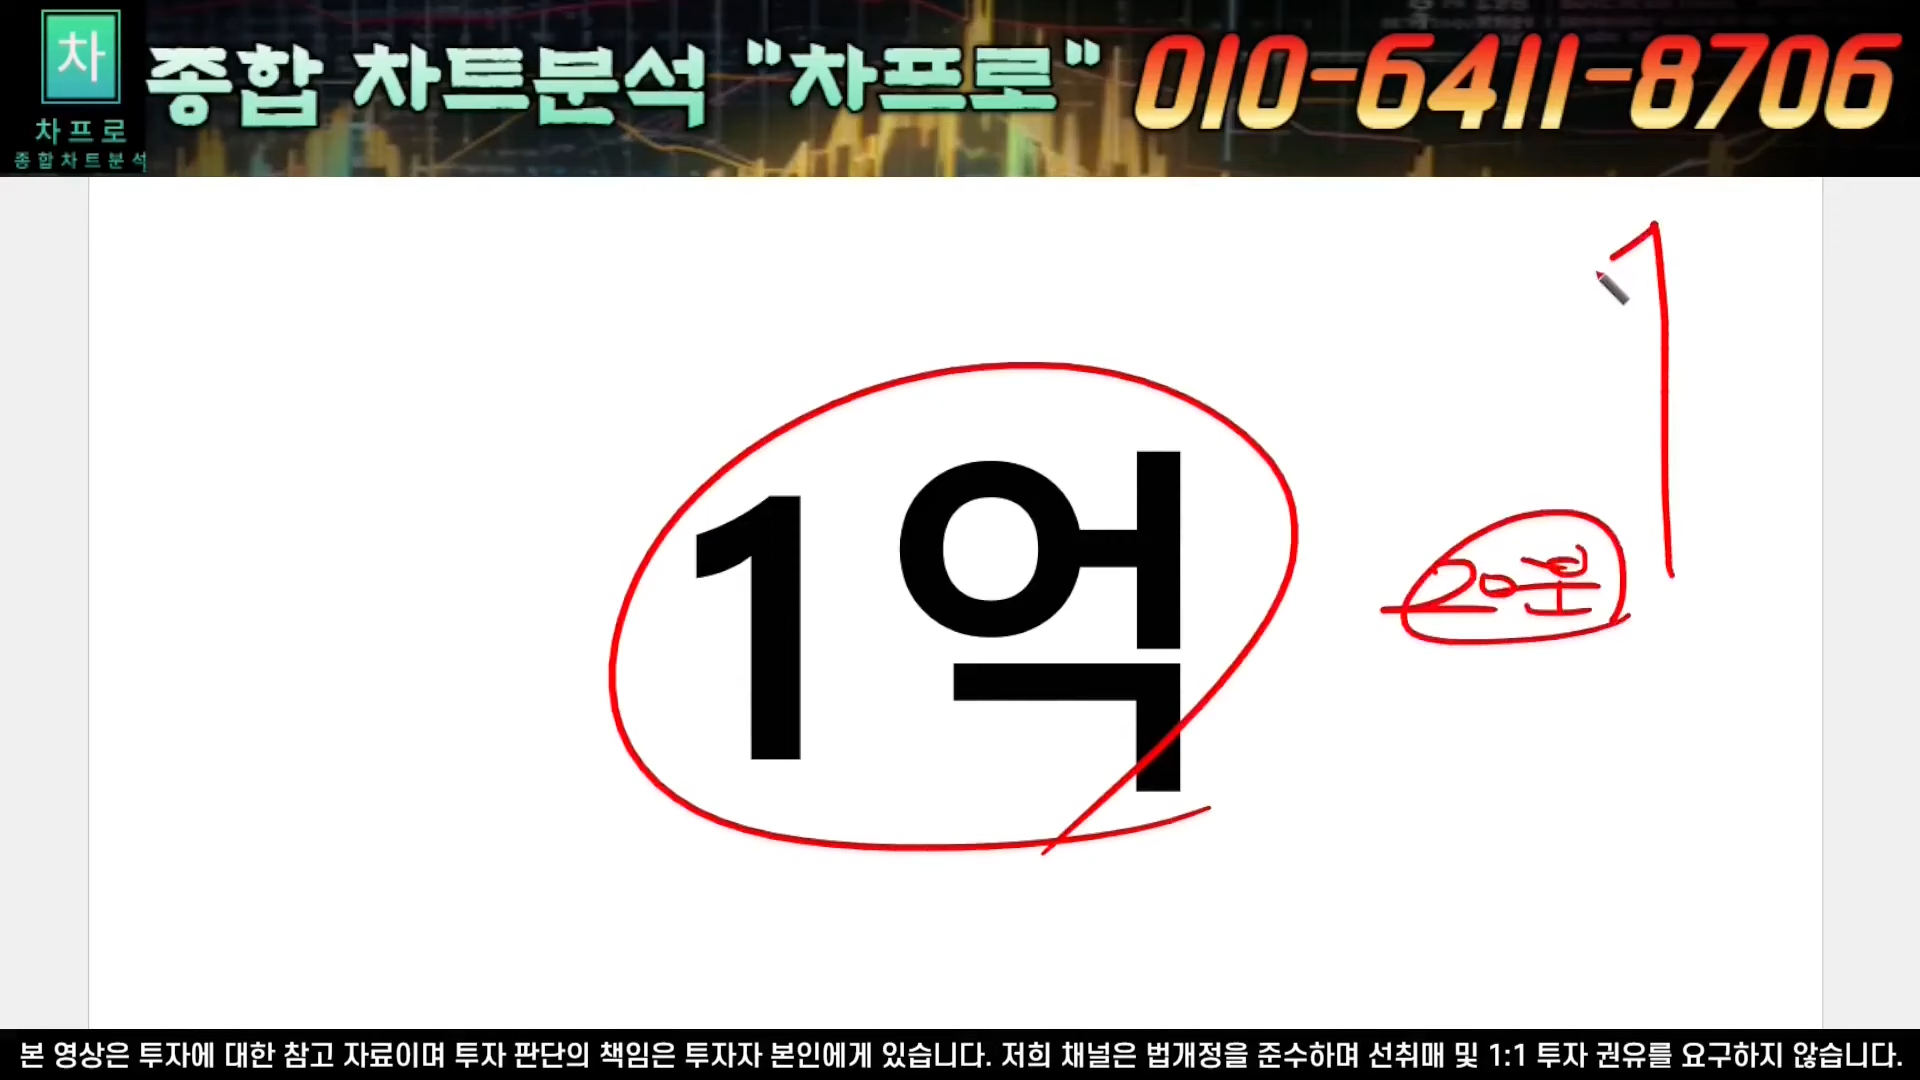 차
차프로
종합차트분석
종합 차트분석 "차프로" 010-6411-8706
1억
20분
본 영상은 투자에 대한 참고 자료이며 투자 판단의 책임은 투자자 본인에게 있습니다. 저희 채널은 법개정을 준수하며 선취매 및 1:1 투자 권유를 요구하지 않습니다.